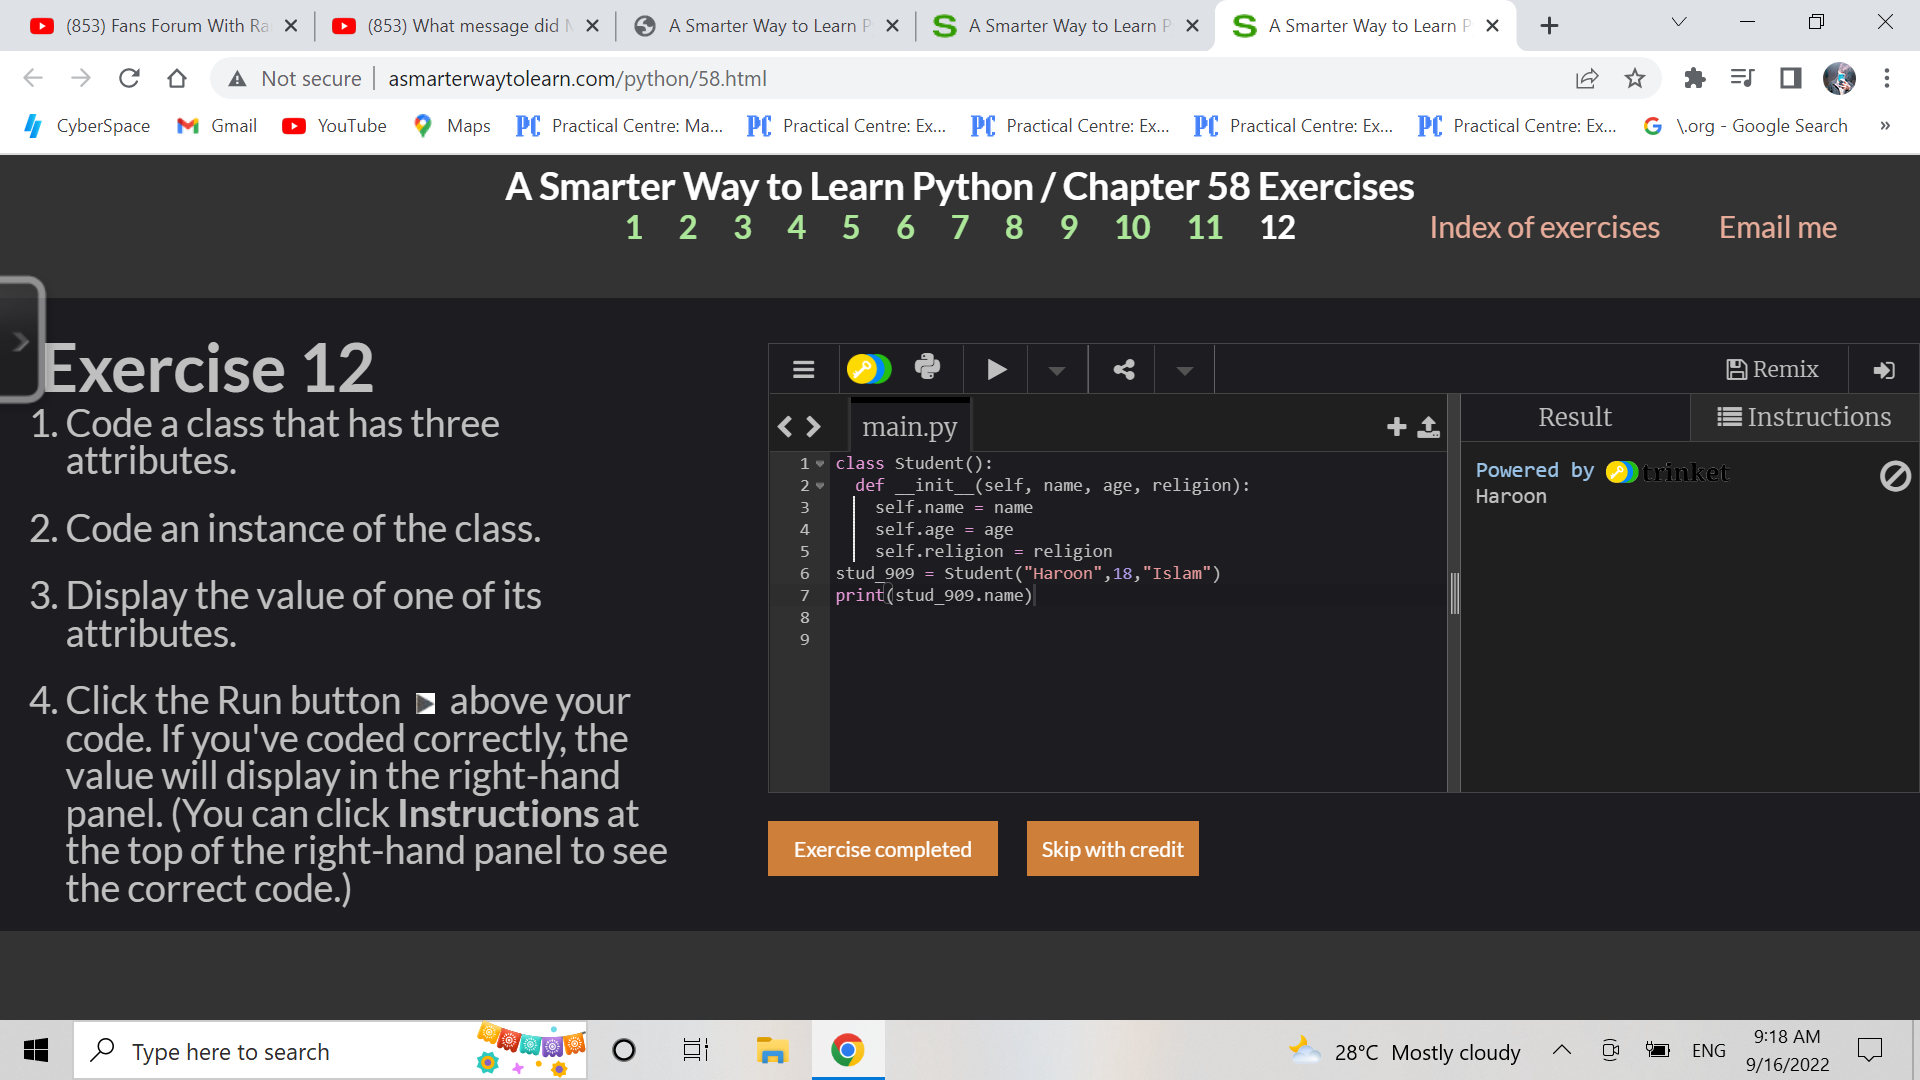 (853) Fans Forum With Ra
(853) What message did
A Smarter Way to Learn P
A Smarter Way to Learn P
A Smarter Way to Learn P
Not secure
asmarterwaytolearn.com/python/58.html
CyberSpace
Gmail
YouTube
Maps
Practical Centre: Ma...
Practical Centre: Ex...
Practical Centre: Ex...
Practical Centre: Ex...
Practical Centre: Ex...
\.org - Google Search
»
A Smarter Way to Learn Python / Chapter 58 Exercises
1 2 3 4 5 6 7 8 9 10 11 12
Index of exercises
Email me
Exercise 12
1. Code a class that has three
attributes.
2. Code an instance of the class.
3. Display the value of one of its
attributes.
4. Click the Run button above your
code. If you've coded correctly, the
value will display in the right-hand
panel. (You can click Instructions at
the top of the right-hand panel to see
the correct code.)
Remix
main.py
Result
Instructions
1 class Student():
2 def __init__(self, name, age, religion):
3 self.name = name
4 self.age = age
5 self.religion = religion
6 stud_909 = Student("Haroon",18,"Islam")
7 print(stud_909.name)
8
9
Powered by trinket
Haroon
Exercise completed
Skip with credit
Type here to search
28°C Mostly cloudy
ENG
9:18 AM
9/16/2022